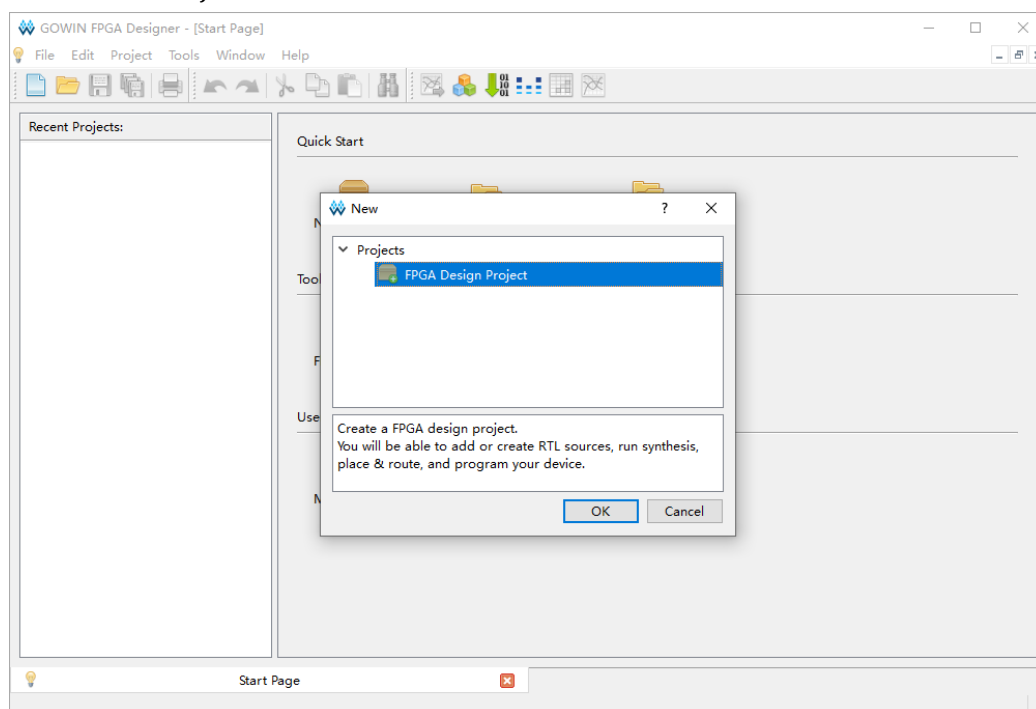 GOWIN FPGA Designer - [Start Page]
File Edit Project Tools Window Help
Recent Projects:
Quick Start
New
Projects
FPGA Design Project
Create a FPGA design project.
You will be able to add or create RTL sources, run synthesis,
place & route, and program your device.
OK Cancel
Start Page